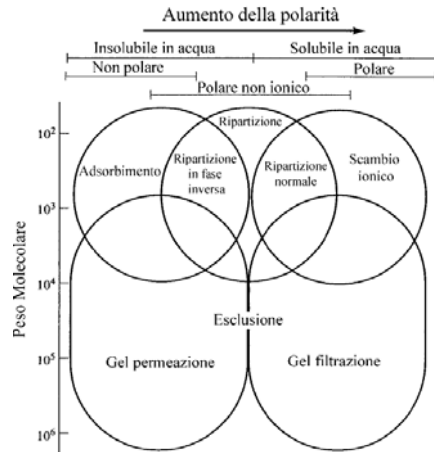 Aumento della polarità
Insolubile in acqua
Solubile in acqua
Non polare
Polare
Polare non ionico
Peso Molecolare
10²
10³
10⁴
10⁵
10⁶
Ripartizione
Adsorbimento
Ripartizione
in fase
inversa
Ripartizione
normale
Scambio
ionico
Esclusione
Gel permeazione
Gel filtrazione